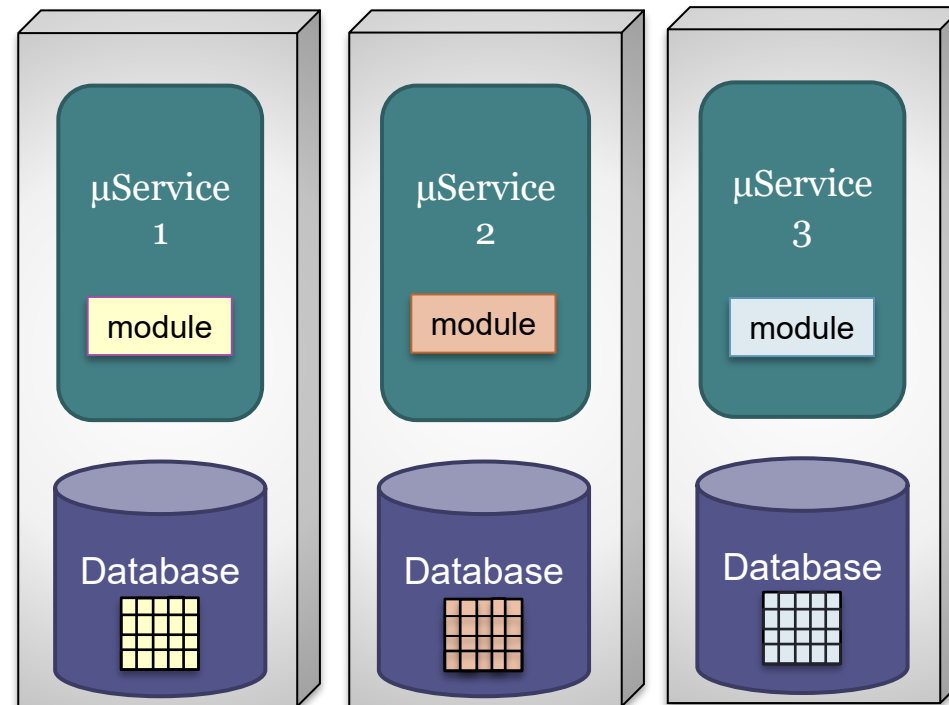 μService
1
module
Database
μService
2
module
Database
μService
3
module
Database